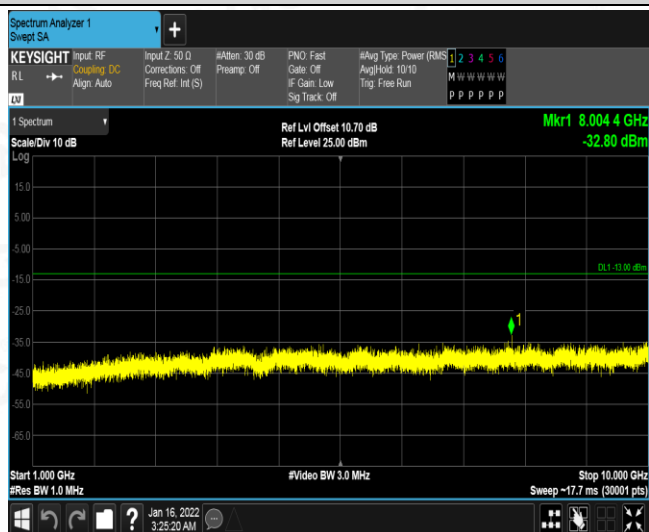 Spectrum Analyzer 1
Swept SA
KEYSIGHT
RL
LXI
Input: RF
Coupling: DC
Align: Auto
Input Z: 50 Ω
Corrections: Off
Freq Ref: Int (S)
#Atten: 30 dB
Preamp: Off
PNO: Fast
Gate: Off
IF Gain: Low
Sig Track: Off
#Avg Type: Power (RMS
Avg|Hold: 10/10
Trig: Free Run
1 2 3 4 5 6
M W W W W W
P P P P P P
1 Spectrum
Scale/Div 10 dB
Log
Ref Lvl Offset 10.70 dB
Ref Level 25.00 dBm
Mkr1 8.004 4 GHz
-32.80 dBm
15.0
5.00
-5.00
DL1 -13.00 dBm
-15.0
-25.0
1
-35.0
-45.0
-55.0
-65.0
Start 1.000 GHz
#Res BW 1.0 MHz
#Video BW 3.0 MHz
Stop 10.000 GHz
Sweep ~17.7 ms (30001 pts)
?
Jan 16, 2022
3:25:20 AM